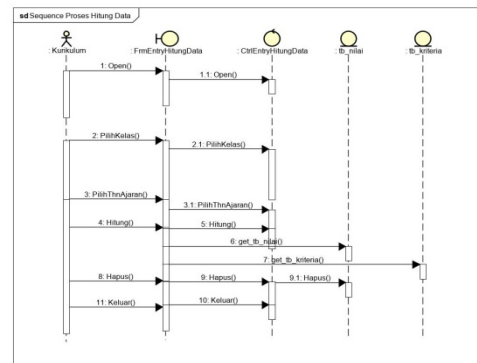 sd Sequence Proses Hitung Data
: Kurikulum : FrmEntryHitungData : CtrlEntryHitungData : tb_nilai : tb_kriteria
1: Open()
1.1: Open()
2: PilihKelas()
2.1: PilihKelas()
3: PilihThnAjaran()
3.1: PilihThnAjaran()
4: Hitung() 5: Hitung()
6: get_tb_nilai()
7: get_tb_kriteria()
8: Hapus() 9: Hapus() 9.1: Hapus()
11: Keluar() 10: Keluar()